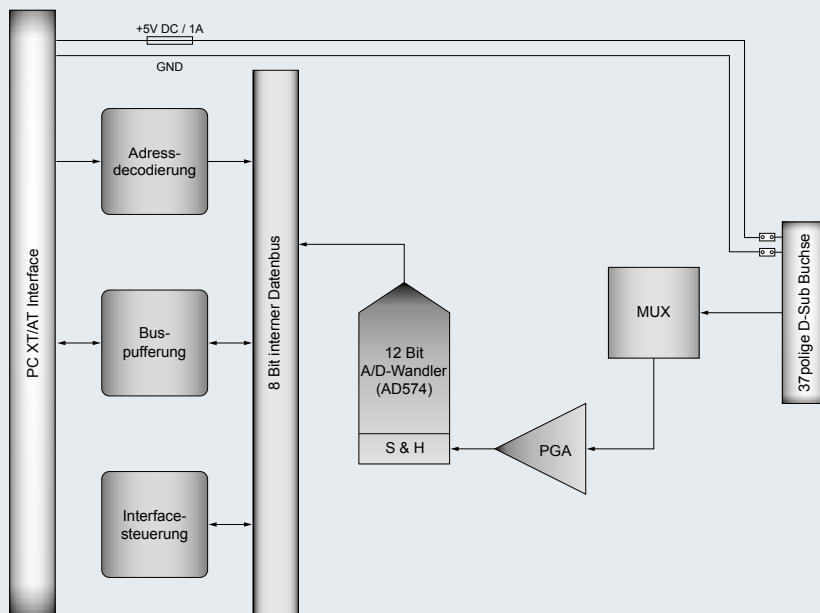 +5V DC / 1A
GND
PC XT/AT Interface
Adress-
decodierung
Bus-
pufferung
Interface-
steuerung
8 Bit interner Datenbus
12 Bit
A/D-Wandler
(AD574)
S & H
PGA
MUX
37polige D-Sub Buchse